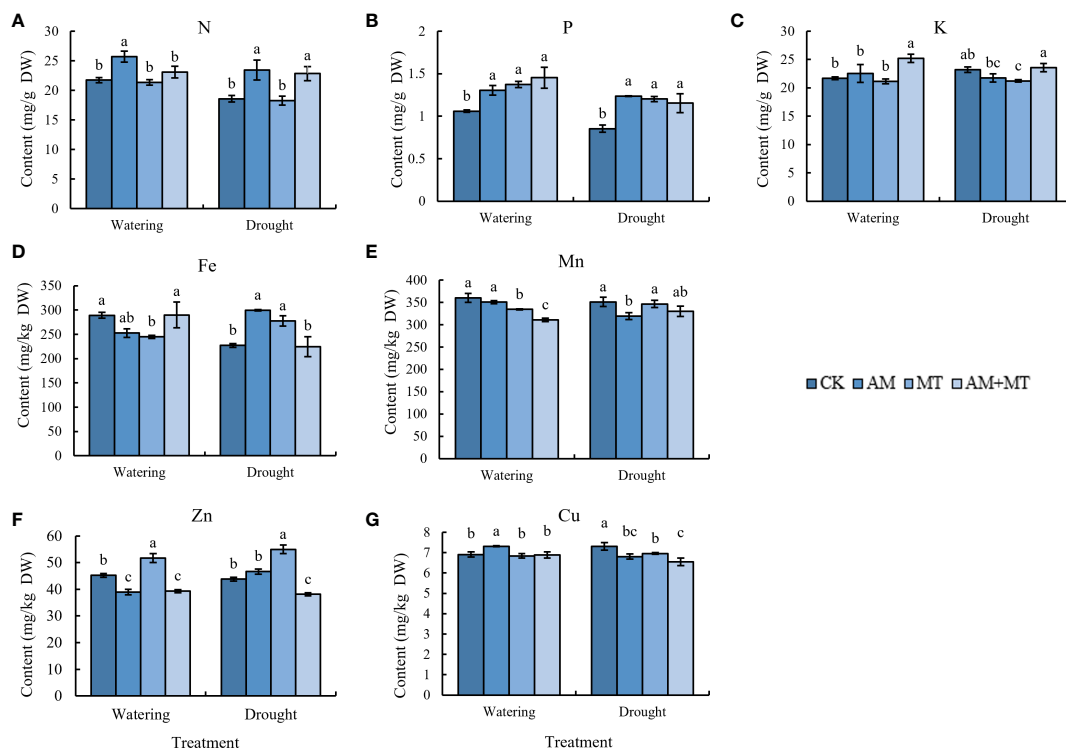 A
N
Content (mg/g DW)
30
25
20
15
10
5
0
b
a
b
b
b
a
b
a
Watering
Drought
B
P
Content (mg/g DW)
2
1.5
1
0.5
0
b
a
a
a
b
a
a
a
Watering
Drought
C
K
Content (mg/g DW)
30
25
20
15
10
5
0
b
b
b
a
ab
bc
c
a
Watering
Drought
D
Fe
Content (mg/kg DW)
350
300
250
200
150
100
50
0
a
ab
b
a
b
a
a
b
Watering
Drought
E
Mn
Content (mg/kg DW)
400
350
300
250
200
150
100
50
0
a
a
b
c
a
b
a
ab
Watering
Drought
CK AM MT AM+MT
F
Zn
Content (mg/kg DW)
60
50
40
30
20
10
0
b
c
a
c
b
b
a
c
Watering
Drought
Treatment
G
Cu
Content (mg/kg DW)
8
7
6
5
4
3
2
1
0
b
a
b
b
a
bc
b
c
Watering
Drought
Treatment